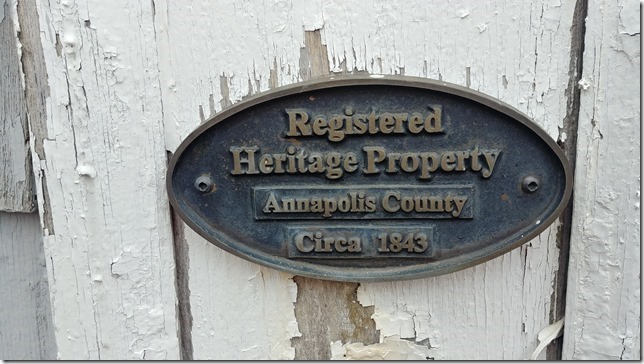 Registered
Heritage Property
Annapolis County
Circa 1843